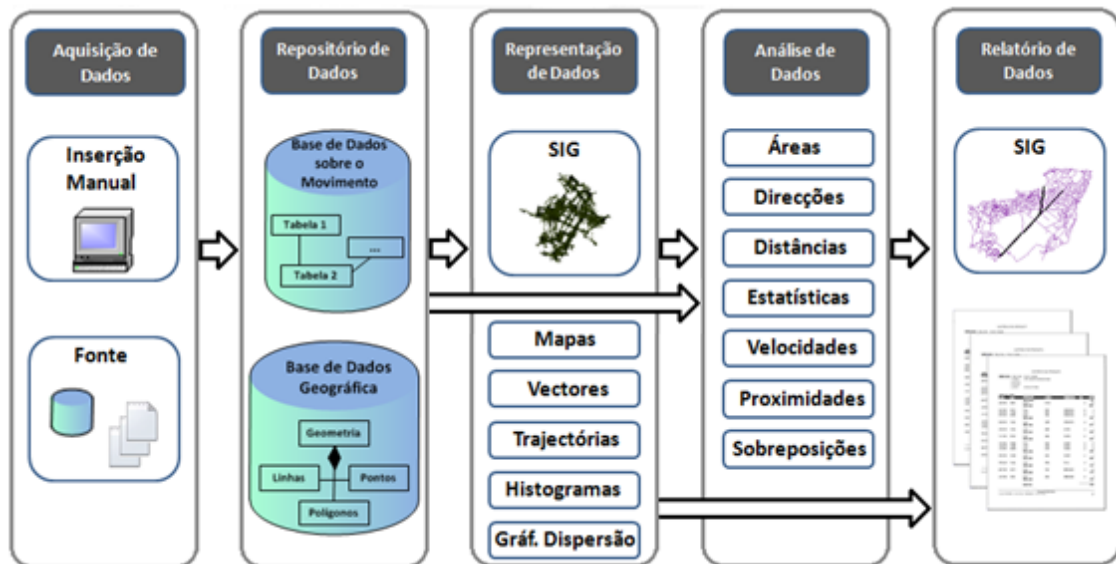 Aquisição de
Dados
Inserção
Manual
Fonte
Repositório de
Dados
Base de Dados
sobre o
Movimento
Tabela 1
...
Tabela 2
Base de Dados
Geográfica
Geometria
Linhas
Pontos
Polígonos
Representação
de Dados
SIG
Mapas
Vectores
Trajectórias
Histogramas
Gráf. Dispersão
Análise de
Dados
Áreas
Direcções
Distâncias
Estatísticas
Velocidades
Proximidades
Sobreposições
Relatório de
Dados
SIG